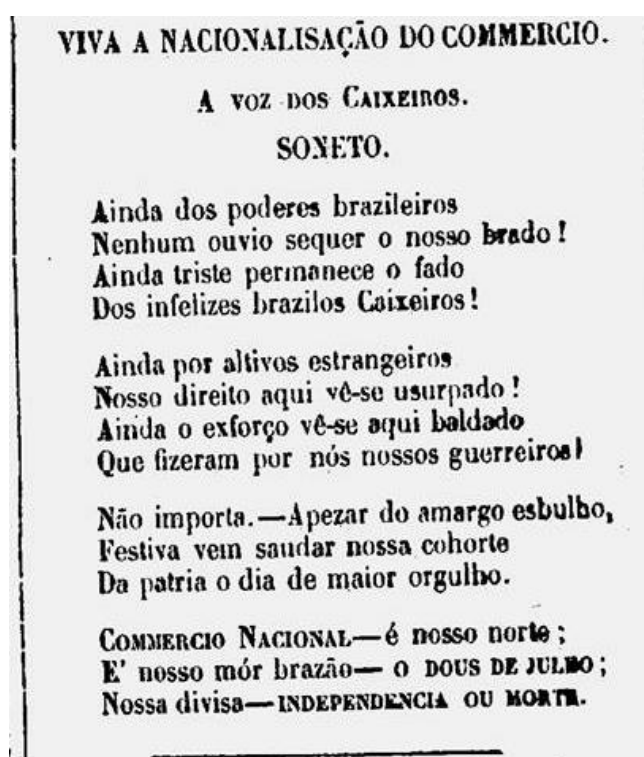 VIVA A NACIONALISAÇÃO DO COMMERCIO.
A VOZ DOS CAIXEIROS.
SONETO.
Ainda dos poderes brazileiros
Nenhum ouvio sequer o nosso brado!
Ainda triste permanece o fado
Dos infelizes brazilos Caixeiros!
Ainda por altivos estrangeiros
Nosso direito aqui vê-se usurpado!
Ainda o exforço vê-se aqui baldado
Que fizeram por nós nossos guerreiros!
Não importa.—Apezar do amargo esbulho,
Festiva vem saudar nossa cohorte
Da patria o dia de maior orgulho.
COMMERCIO NACIONAL—é nosso norte;
E' nosso mór brazão— O DOUS DE JULHO;
Nossa divisa—INDEPENDENCIA OU MORTE.